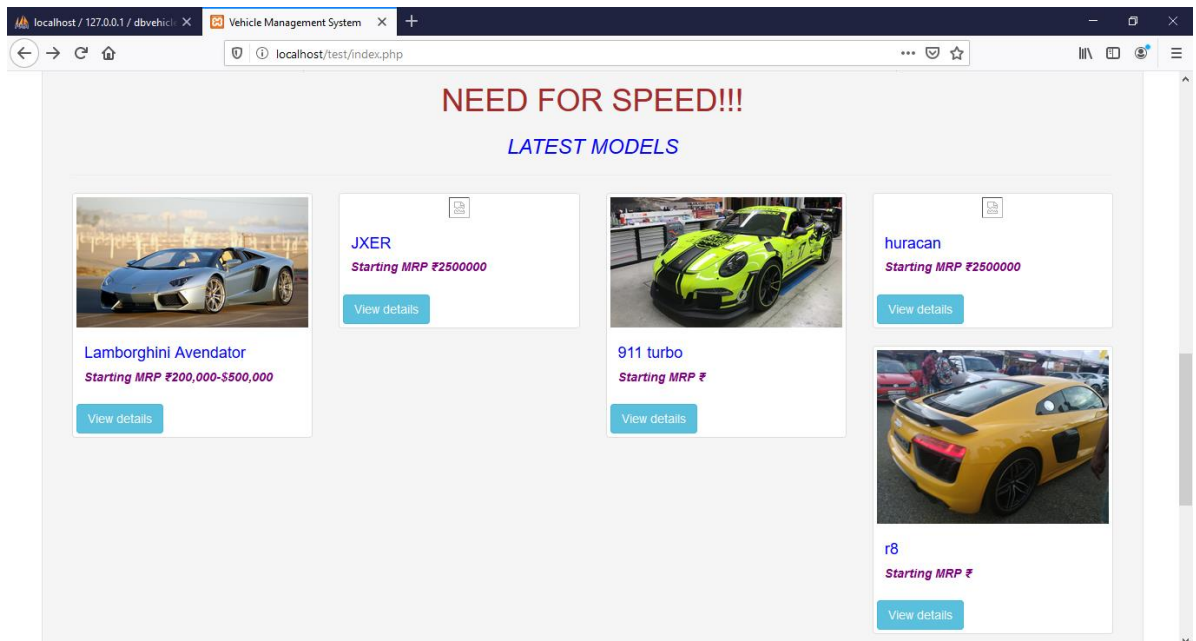 localhost / 127.0.0.1 / dbvehicl
Vehicle Management System
localhost/test/index.php
NEED FOR SPEED!!!
LATEST MODELS
Lamborghini Avendator
Starting MRP ₹200,000-$500,000
View details
JXER
Starting MRP ₹2500000
View details
911 turbo
Starting MRP ₹
View details
huracan
Starting MRP ₹2500000
View details
r8
Starting MRP ₹
View details